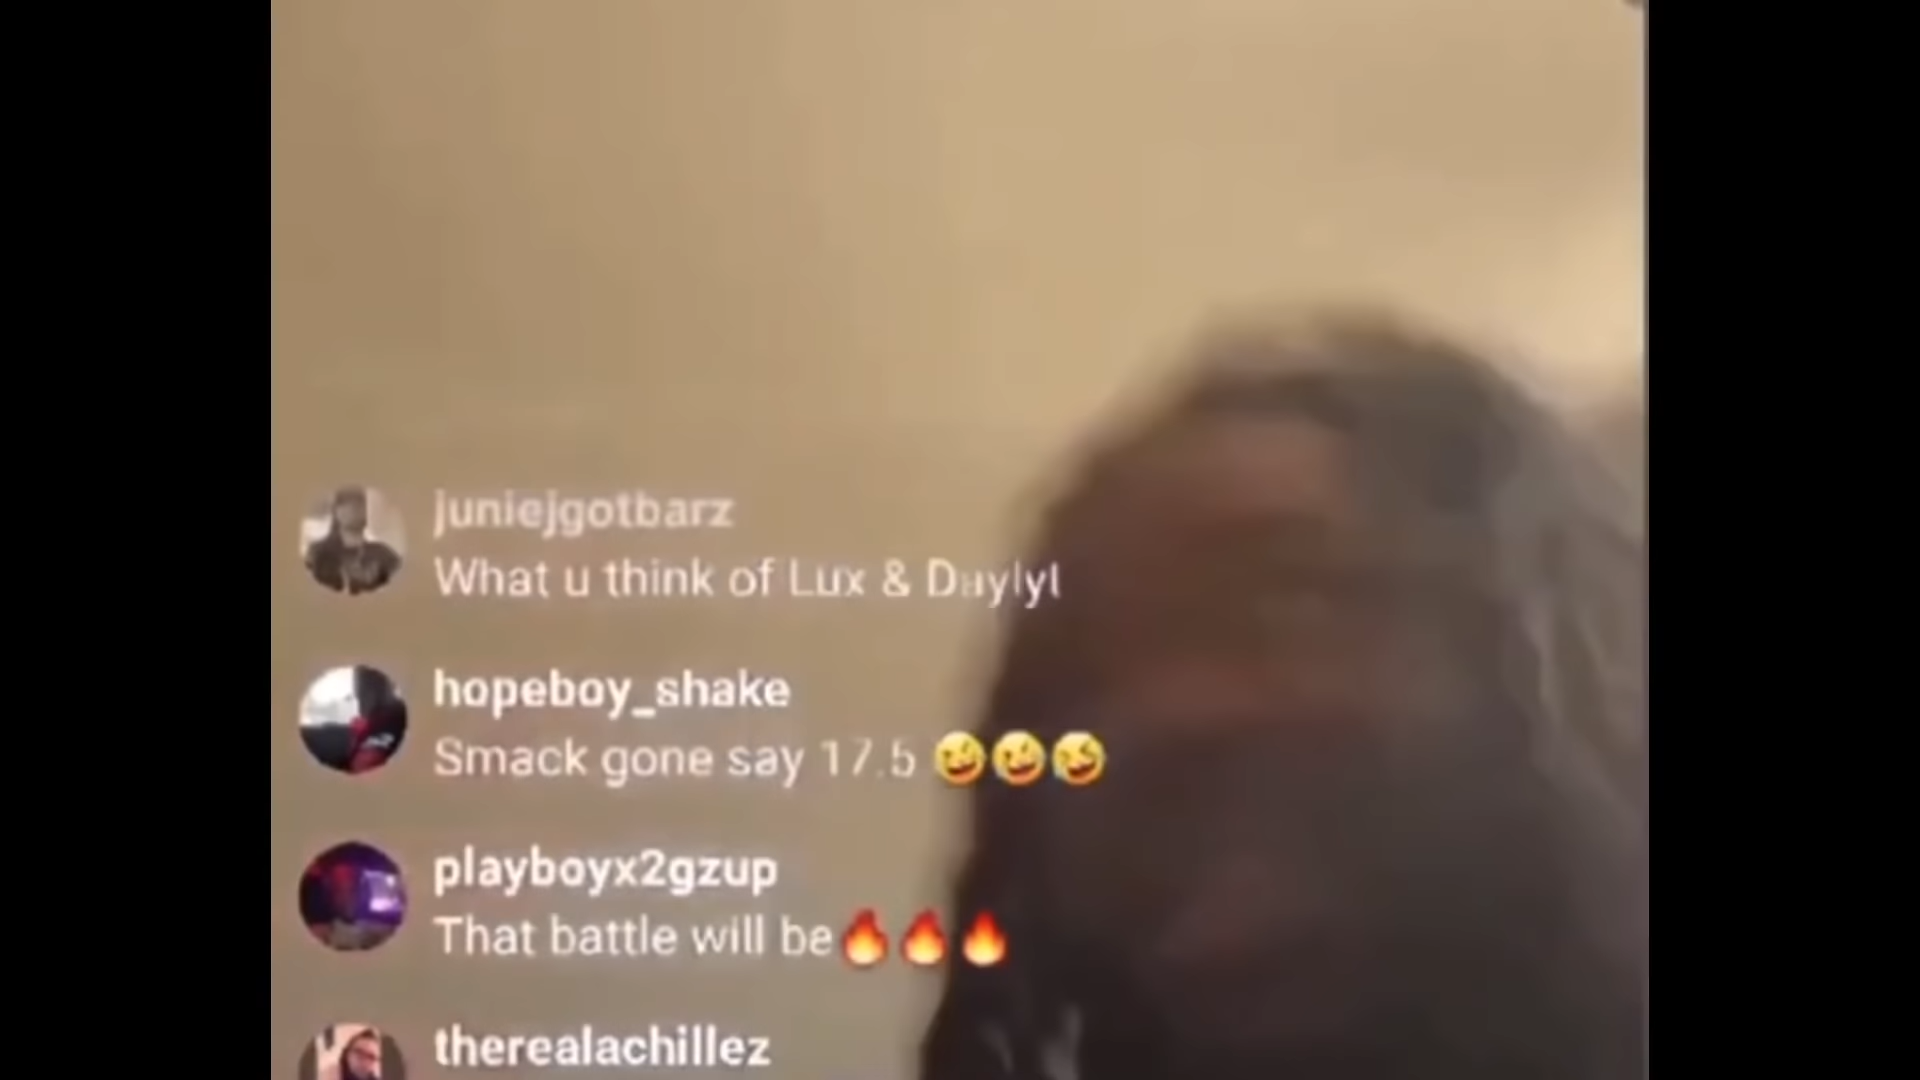 juniejgotbarz
What u think of Lux & Daylyt
hopeboy_shake
Smack gone say 17.5 🤣🤣🤣
playboyx2gzup
That battle will be🔥🔥🔥
therealachillez